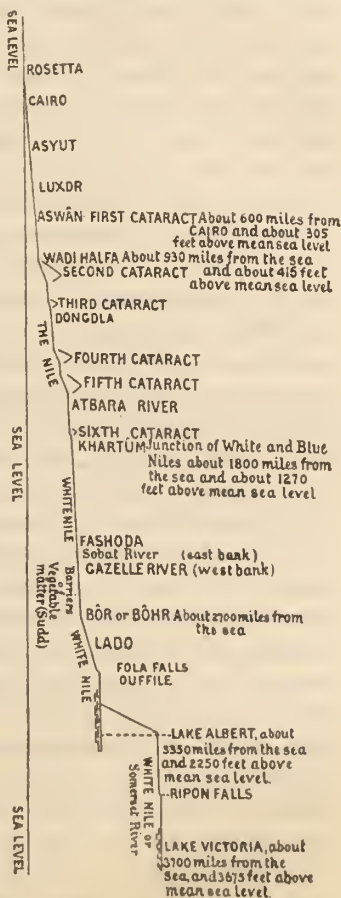 SEA LEVEL
ROSETTA
CAIRO
ASYUT
LUXOR
ASWÂN FIRST CATARACT About 600 miles from
CAIRO and about 305
feet above mean sea level
WADI HALFA About 930 miles from the sea
SECOND CATARACT and about 415 feet
above mean sea level
THIRD CATARACT
DONGOLA
THE NILE
FOURTH CATARACT
FIFTH CATARACT
ATBARA RIVER
SIXTH CATARACT
SEA LEVEL
KHARTÛM Junction of White and Blue
Niles about 1800 miles from
the sea and about 1270
feet above mean sea level
WHITE NILE
FASHODA
Sobat River (east bank)
GAZELLE RIVER (west bank)
Barriers
of
Vegetable
matter (Sudd)
BÔR or BÔHR About 2700 miles from
the sea
WHITE NILE
LADO
FOLA FALLS
DUFFILE
LAKE ALBERT, about
3350 miles from the sea
and 2250 feet above
mean sea level.
WHITE NILE or
Somerset River
RIPON FALLS
SEA LEVEL
LAKE VICTORIA, about
3700 miles from the
Sea, and 3675 feet above
mean sea level.